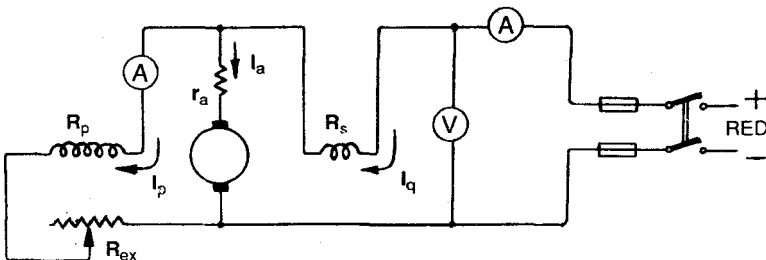 A
A
I_a
r_a
R_p
R_s
V
+
RED
−
I_p
I_q
R_ex